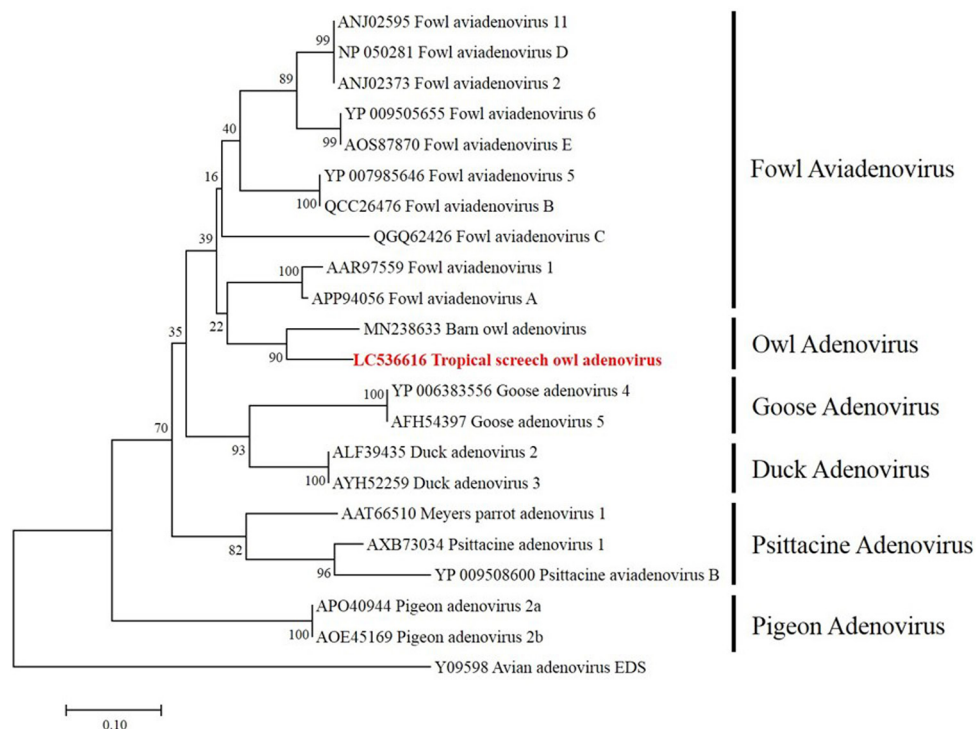 ANJ02595 Fowl aviadenovirus 11
99
NP 050281 Fowl aviadenovirus D
ANJ02373 Fowl aviadenovirus 2
89
YP 009505655 Fowl aviadenovirus 6
40
99
AOS87870 Fowl aviadenovirus E
Fowl Aviadenovirus
YP 007985646 Fowl aviadenovirus 5
16
100
QCC26476 Fowl aviadenovirus B
QGQ62426 Fowl aviadenovirus C
39
100
AAR97559 Fowl aviadenovirus 1
APP94056 Fowl aviadenovirus A
35
22
MN238633 Barn owl adenovirus
Owl Adenovirus
90
LC536616 Tropical screech owl adenovirus
100
YP 006383556 Goose adenovirus 4
Goose Adenovirus
AFH54397 Goose adenovirus 5
70
93
ALF39435 Duck adenovirus 2
Duck Adenovirus
100
AYH52259 Duck adenovirus 3
AAT66510 Meyers parrot adenovirus 1
82
AXB73034 Psittacine adenovirus 1
Psittacine Adenovirus
96
YP 009508600 Psittacine aviadenovirus B
APO40944 Pigeon adenovirus 2a
Pigeon Adenovirus
100
AOE45169 Pigeon adenovirus 2b
Y09598 Avian adenovirus EDS
0.10